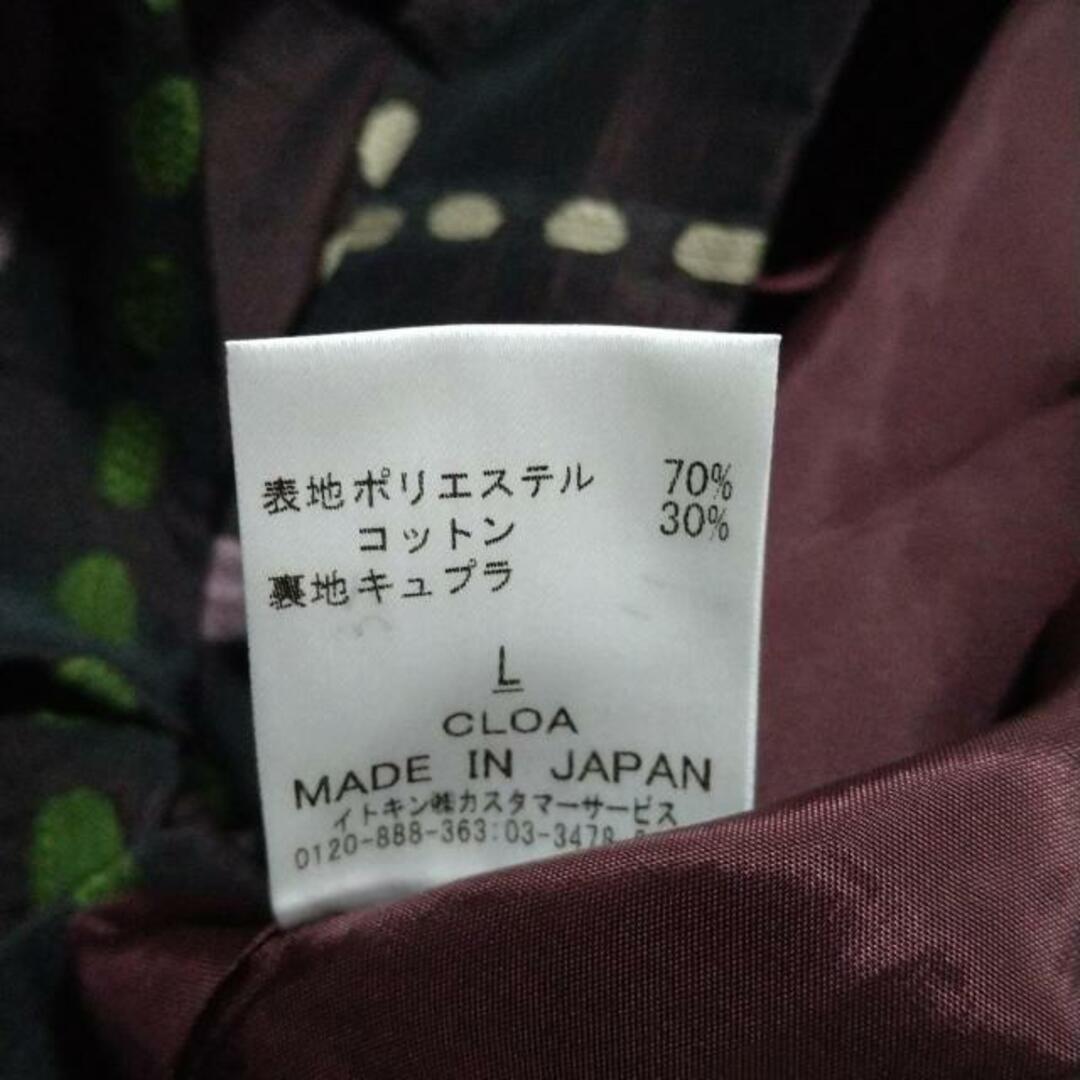 表地ポリエステル 70%
コットン 30%
裏地キュプラ
L
CLOA
MADE IN JAPAN
イトキン㈱カスタマーサービス
0120-888-363:03-3478